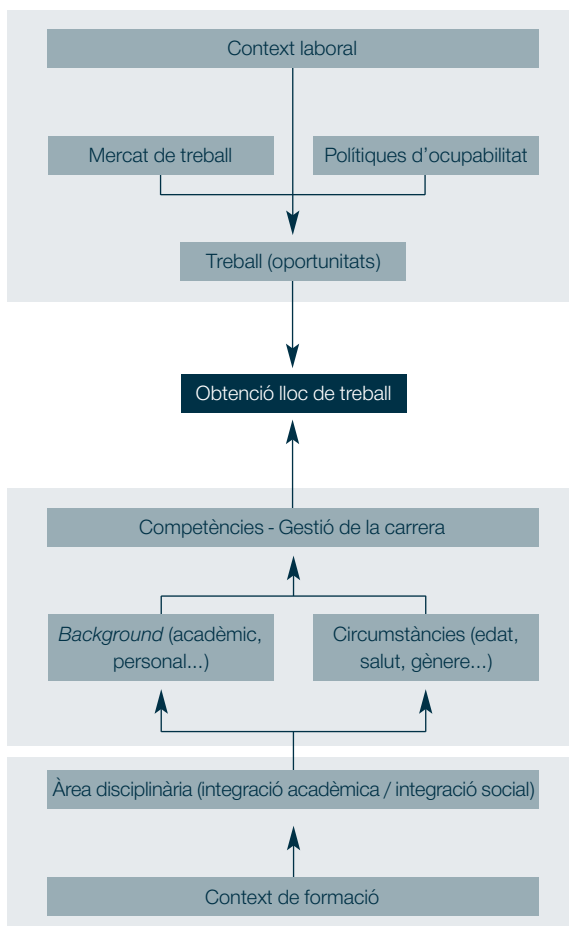 Context laboral
Mercat de treball
Polítiques d’ocupabilitat
Treball (oportunitats)
Obtenció lloc de treball
Competències - Gestió de la carrera
Background (acadèmic,
personal...)
Circumstàncies (edat,
salut, gènere...)
Àrea disciplinària (integració acadèmica / integració social)
Context de formació